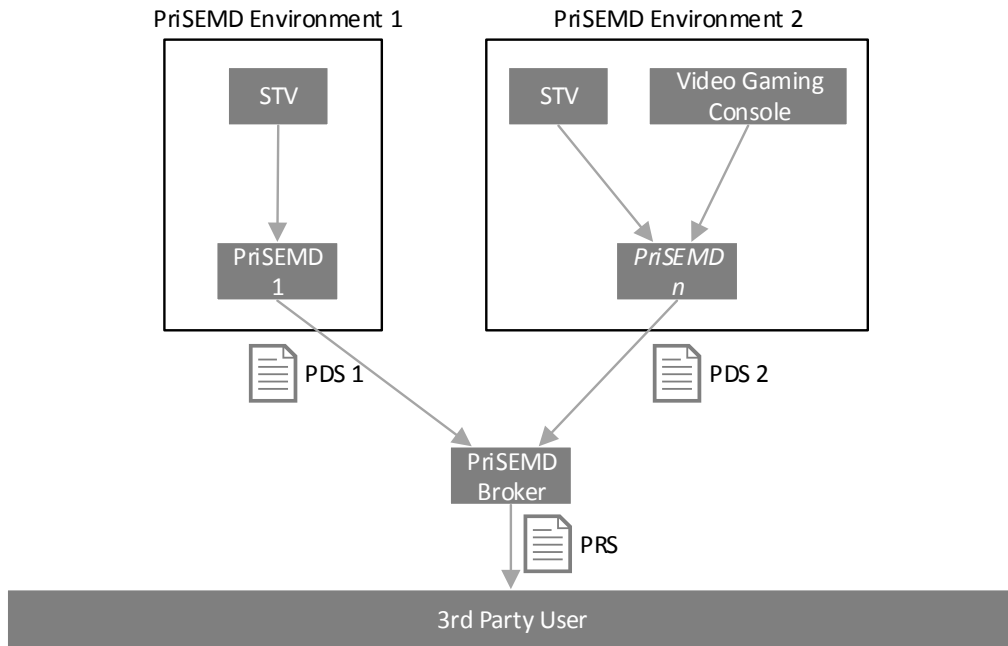 PriSEMD Environment 1
PriSEMD Environment 2
STV
STV
Video Gaming
Console
PriSEMD
1
PriSEMD
n
PDS 1
PDS 2
PriSEMD
Broker
PRS
3rd Party User